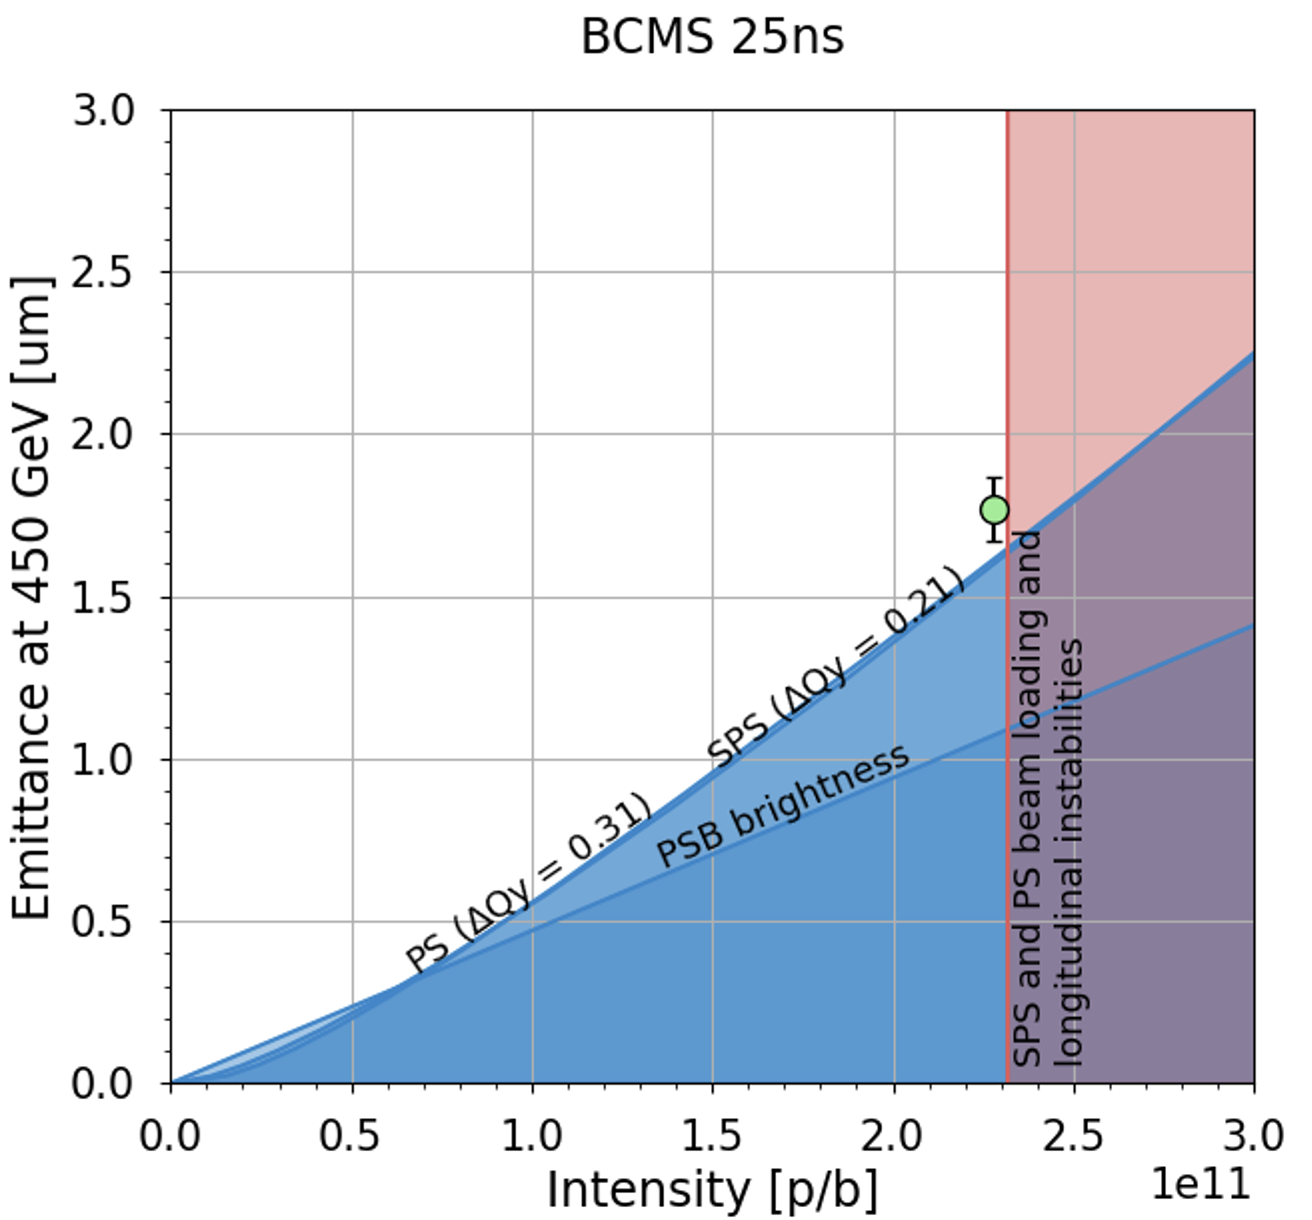 BCMS 25ns
3.0
2.5
2.0
1.5
1.0
0.5
0.0
Emittance at 450 GeV [um]
PS (ΔQy = 0.31)
SPS (ΔQy = 0.21)
PSB brightness
SPS and PS beam loading and
longitudinal instabilities
0.0 0.5 1.0 1.5 2.0 2.5 3.0
1e11
Intensity [p/b]